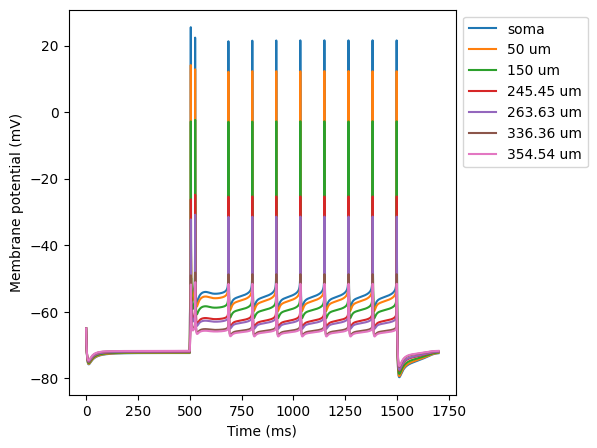 Membrane potential (mV)
20
0
−20
−40
−60
−80
0
250
500
750
1000
1250
1500
1750
Time (ms)
soma
50 um
150 um
245.45 um
263.63 um
336.36 um
354.54 um